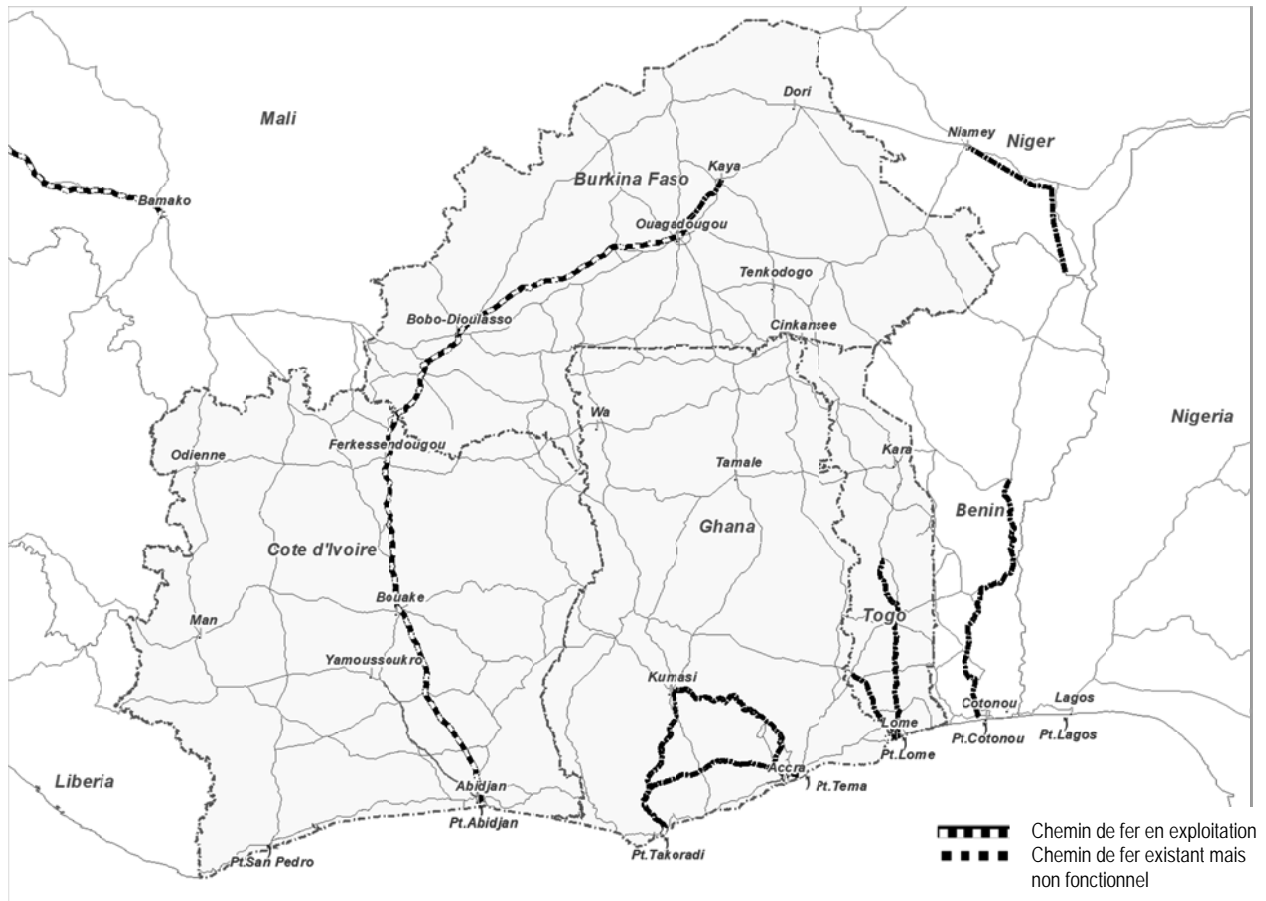 Dori
Mali
Niamey
Niger
Kaya
Burkina Faso
Bamako
Ouagadougou
Tenkodogo
Bobo-Dioulasso
Cinkansee
Wa
Nigeria
Ferkessendougou
Odienne
Kara
Tamale
Benin
Ghana
Cote d'Ivoire
Bouake
Man
Togo
Yamoussoukro
Kumasi
Cotonou
Lagos
Lome
Pt.Cotonou
Pt.Lagos
Pt.Lome
Accra
Liberia
Abidjan
Pt.Tema
Pt.Abidjan
Pt.Takoradi
Pt.San Pedro
Chemin de fer en exploitation
Chemin de fer existant mais
non fonctionnel